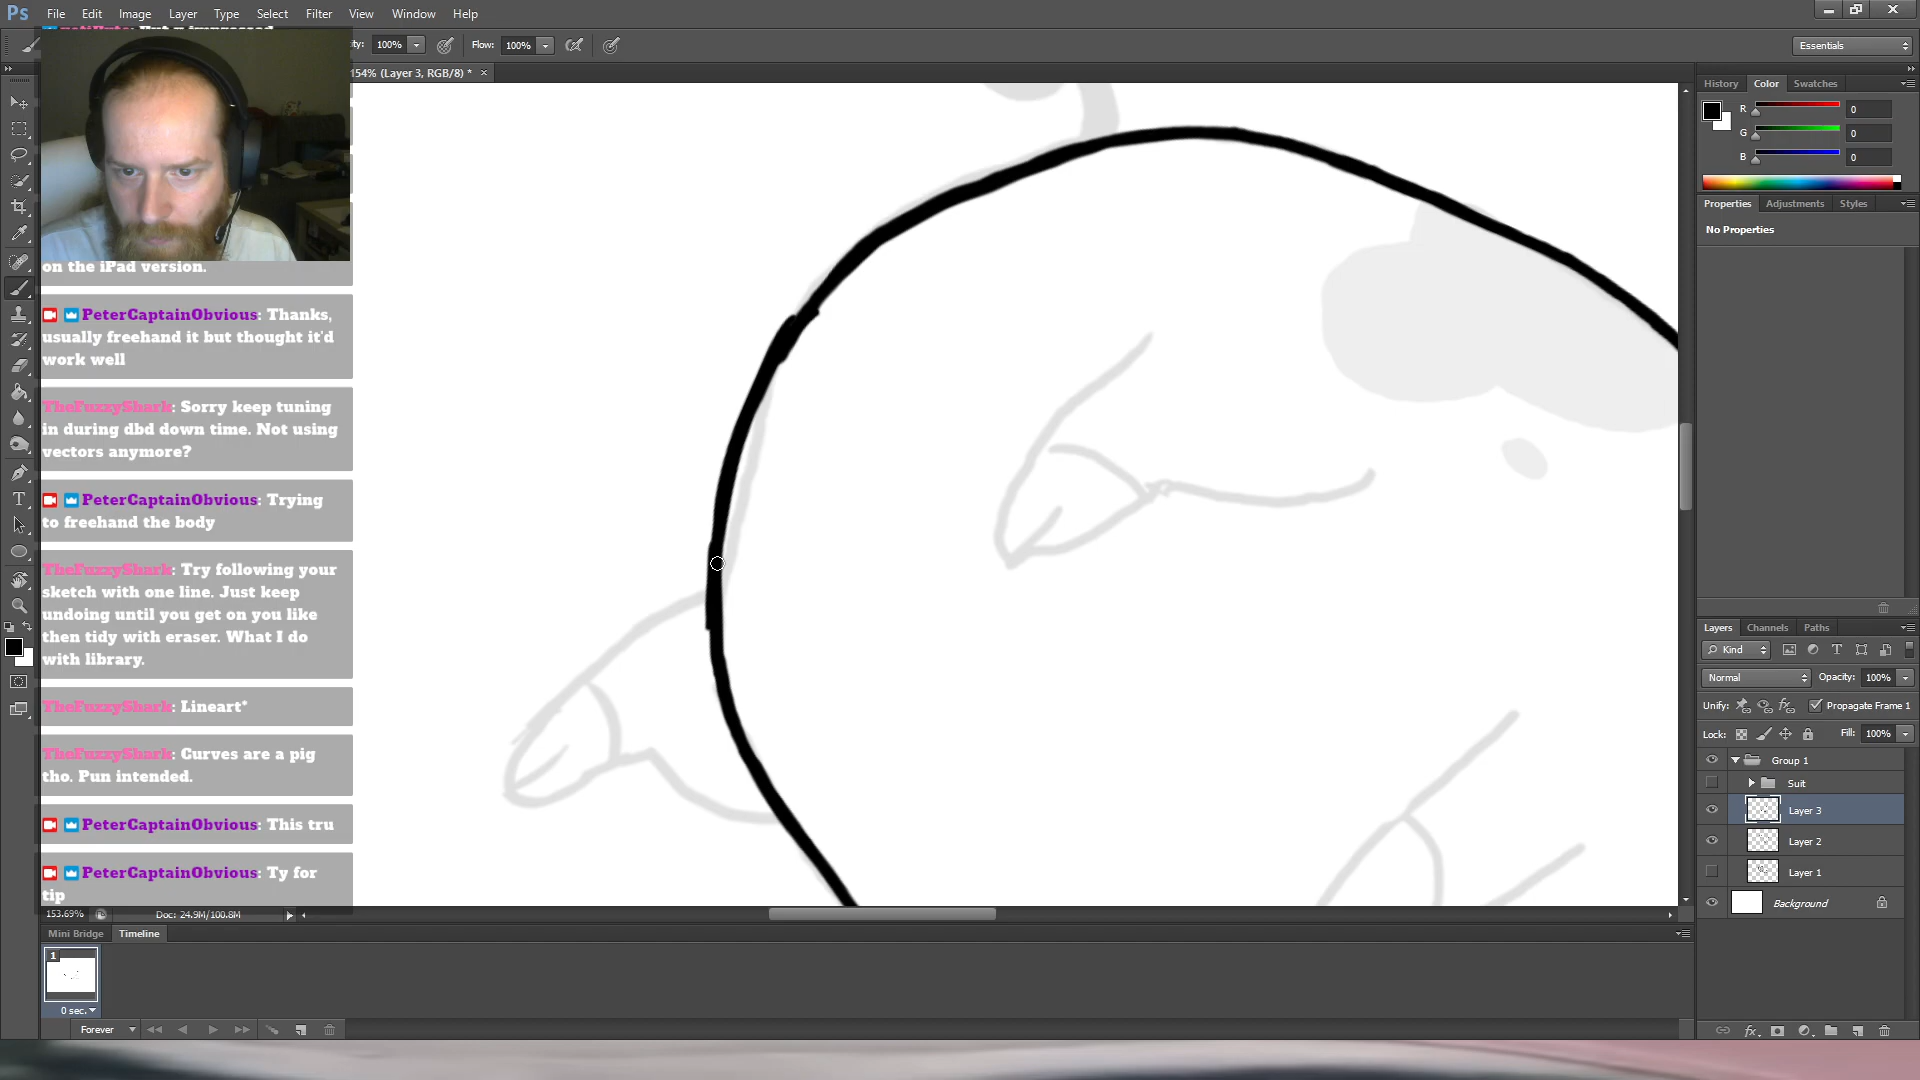 Ps File Edit Image Layer Type Select Filter View Window Help
100% Flow: 100% Essentials
154% (Layer 3, RGB/8) * ×
on the iPad version.
PeterCaptainObvious: Thanks,
usually freehand it but thought it'd
work well
TheFuzzyShark: Sorry keep tuning
in during dbd down time. Not using
vectors anymore?
PeterCaptainObvious: Trying
to freehand the body
TheFuzzyShark: Try following your
sketch with one line. Just keep
undoing until you get on you like
then tidy with eraser. What I do
with library.
TheFuzzyShark: Lineart*
TheFuzzyShark: Curves are a pig
tho. Pun intended.
PeterCaptainObvious: This tru
PeterCaptainObvious: Ty for
tip
153.69% Doc: 24.9M/100.8M
Mini Bridge Timeline
1
0 sec.
Forever
History Color Swatches
R 0
G 0
B 0
Properties Adjustments Styles
No Properties
Layers Channels Paths
Kind
Normal Opacity: 100%
Unify: Propagate Frame 1
Lock: Fill: 100%
Group 1
Suit
Layer 3
Layer 2
Layer 1
Background